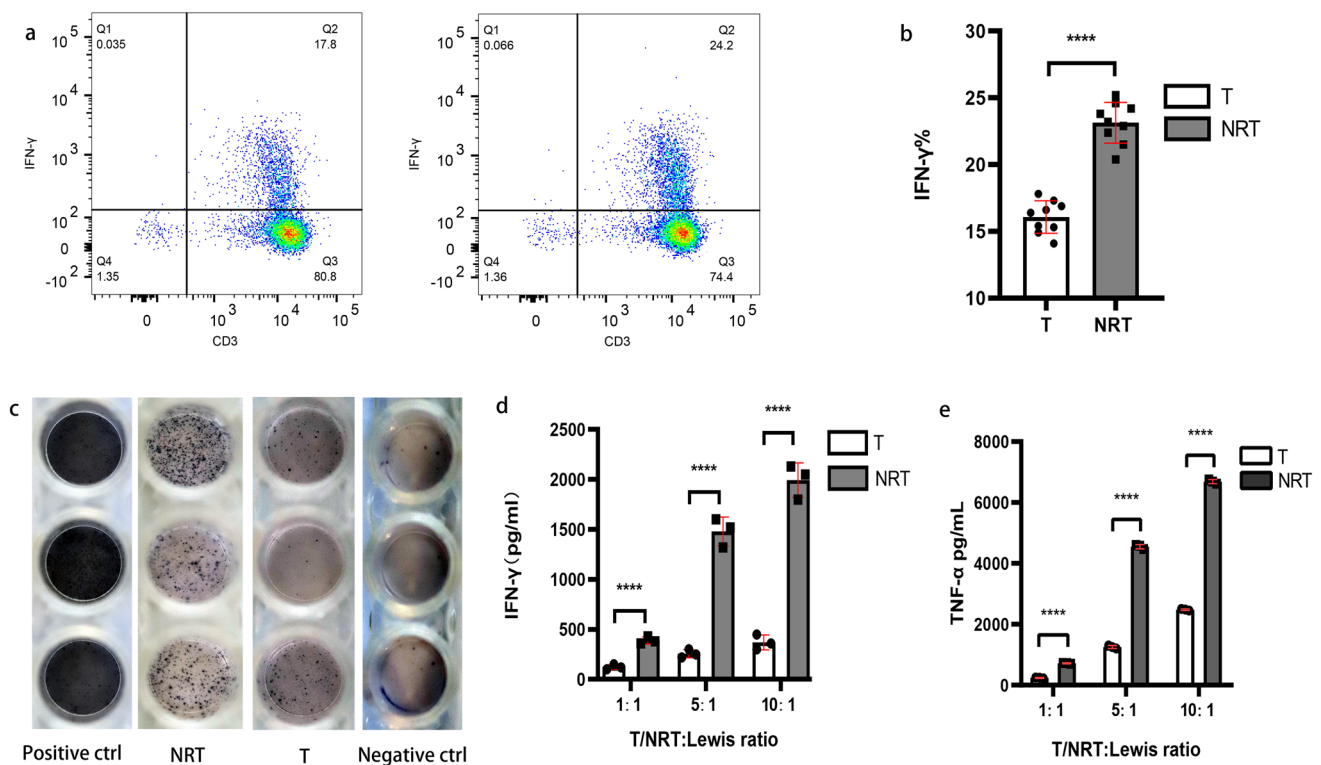 a
Q1
0.035
Q2
17.8
10^5
10^4
10^3
10^2
0
-10^2
IFN-γ
Q4
1.35
Q3
80.8
0
10^3
10^4
10^5
CD3
Q1
0.066
Q2
24.2
10^5
10^4
10^3
10^2
0
-10^2
IFN-γ
Q4
1.36
Q3
74.4
0
10^3
10^4
10^5
CD3
b
30
25
20
15
10
IFN-γ%
****
T
NRT
T
NRT
c
Positive ctrl
NRT
T
Negative ctrl
d
2500
2000
1500
1000
500
0
IFN-γ (pg/ml)
****
****
****
T
NRT
1: 1
5: 1
10: 1
T/NRT:Lewis ratio
e
8000
6000
4000
2000
0
TNF-α pg/mL
****
****
****
T
NRT
1: 1
5: 1
10: 1
T/NRT:Lewis ratio